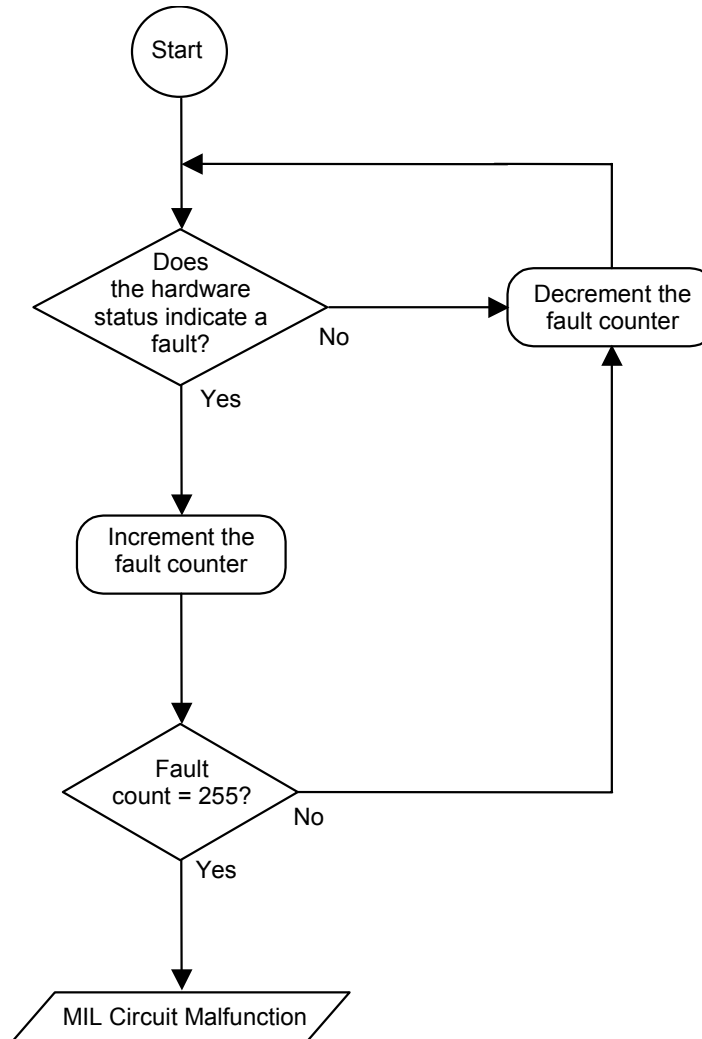 Start
Does
the hardware
status indicate a
fault?
No
Decrement the
fault counter
Yes
Increment the
fault counter
Fault
count = 255?
No
Yes
MIL Circuit Malfunction